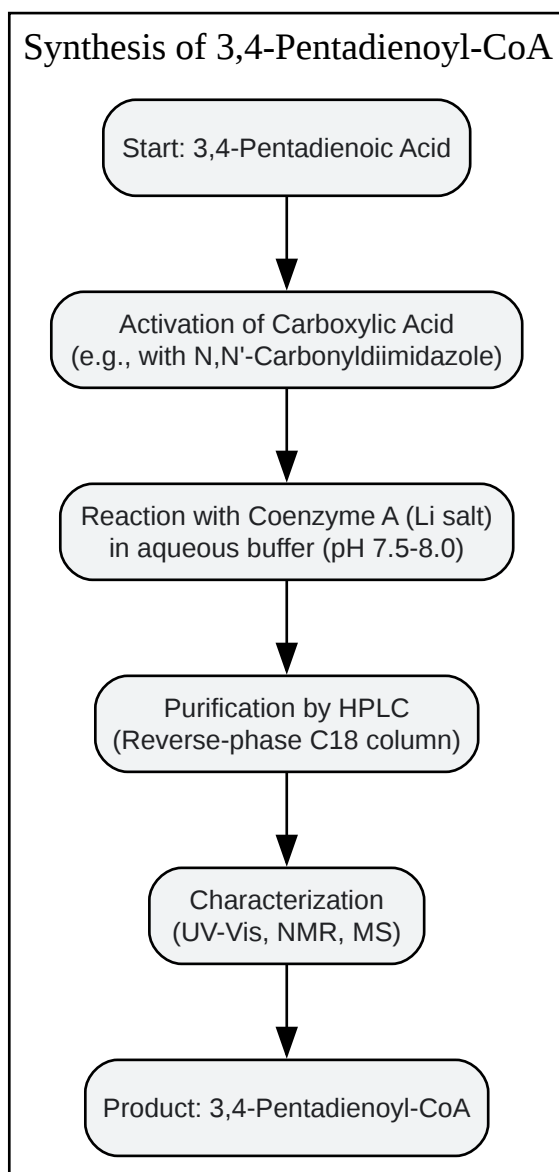 Synthesis of 3,4-Pentadienoyl-CoA
Start: 3,4-Pentadienoic Acid
Activation of Carboxylic Acid
(e.g., with N,N'-Carbonyldiimidazole)
Reaction with Coenzyme A (Li salt)
in aqueous buffer (pH 7.5-8.0)
Purification by HPLC
(Reverse-phase C18 column)
Characterization
(UV-Vis, NMR, MS)
Product: 3,4-Pentadienoyl-CoA